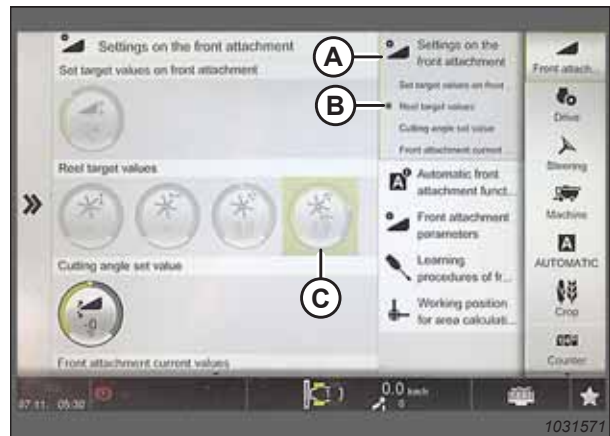 Settings on the front attachment
Set target values on front attachment
Reel target values
Cutting angle set value
-0
Front attachment current values
A
Settings on the
front attachment
Set target values on front
B
Reel target values
Cutting angle set value
Front attachment current
Automatic front
attachment funct...
Front attachment
parameters
Learning
procedures of fr...
Working position
for area calculati...
C
Front attach...
Drive
Steering
Machine
A
AUTOMATIC
Crop
Counter
07.11. 05:30
0.0 km/h
0
1031571